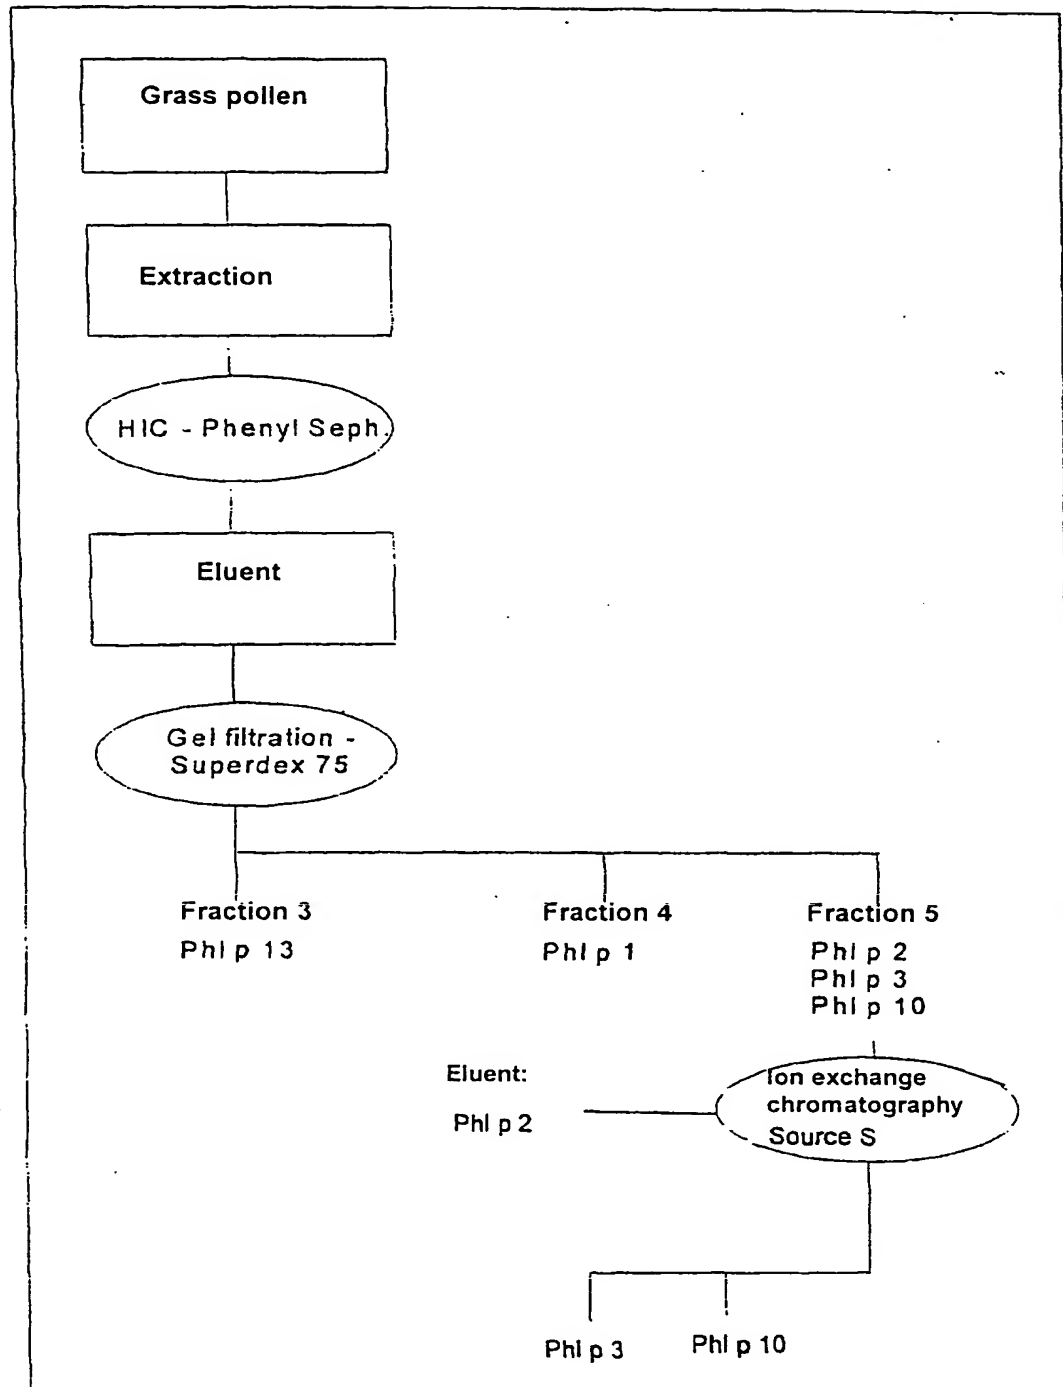 Grass pollen
Extraction
HIC - Phenyl Seph.
Eluent
Gel filtration -
Superdex 75
Fraction 3
Phl p 13
Fraction 4
Phl p 1
Fraction 5
Phl p 2
Phl p 3
Phl p 10
Eluent:
Phl p 2
Ion exchange
chromatography
Source S
Phl p 3
Phl p 10